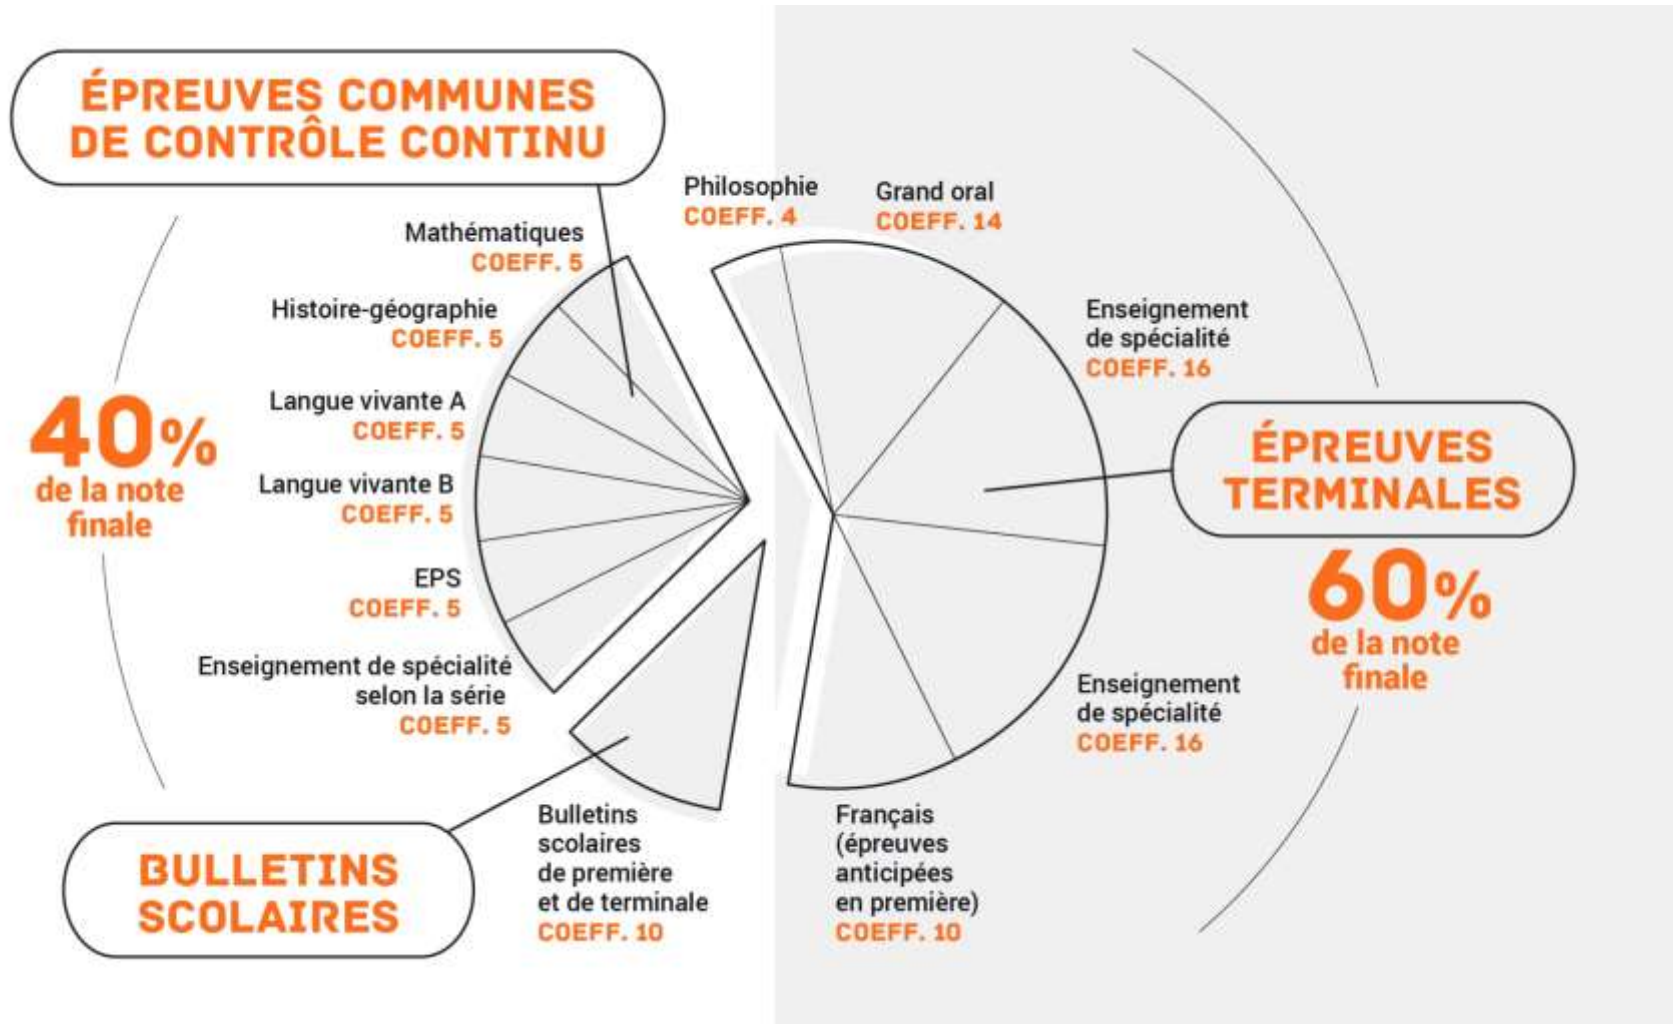 ÉPREUVES COMMUNES
DE CONTRÔLE CONTINU
Mathématiques
COEFF. 5
Histoire-géographie
COEFF. 5
Langue vivante A
COEFF. 5
Langue vivante B
COEFF. 5
EPS
COEFF. 5
Enseignement de spécialité
selon la série
COEFF. 5
40%
de la note
finale
BULLETINS
SCOLAIRES
Bulletins
scolaires
de première
et de terminale
COEFF. 10
Philosophie
COEFF. 4
Grand oral
COEFF. 14
Enseignement
de spécialité
COEFF. 16
ÉPREUVES
TERMINALES
60%
de la note
finale
Enseignement
de spécialité
COEFF. 16
Français
(épreuves
anticipées
en première)
COEFF. 10